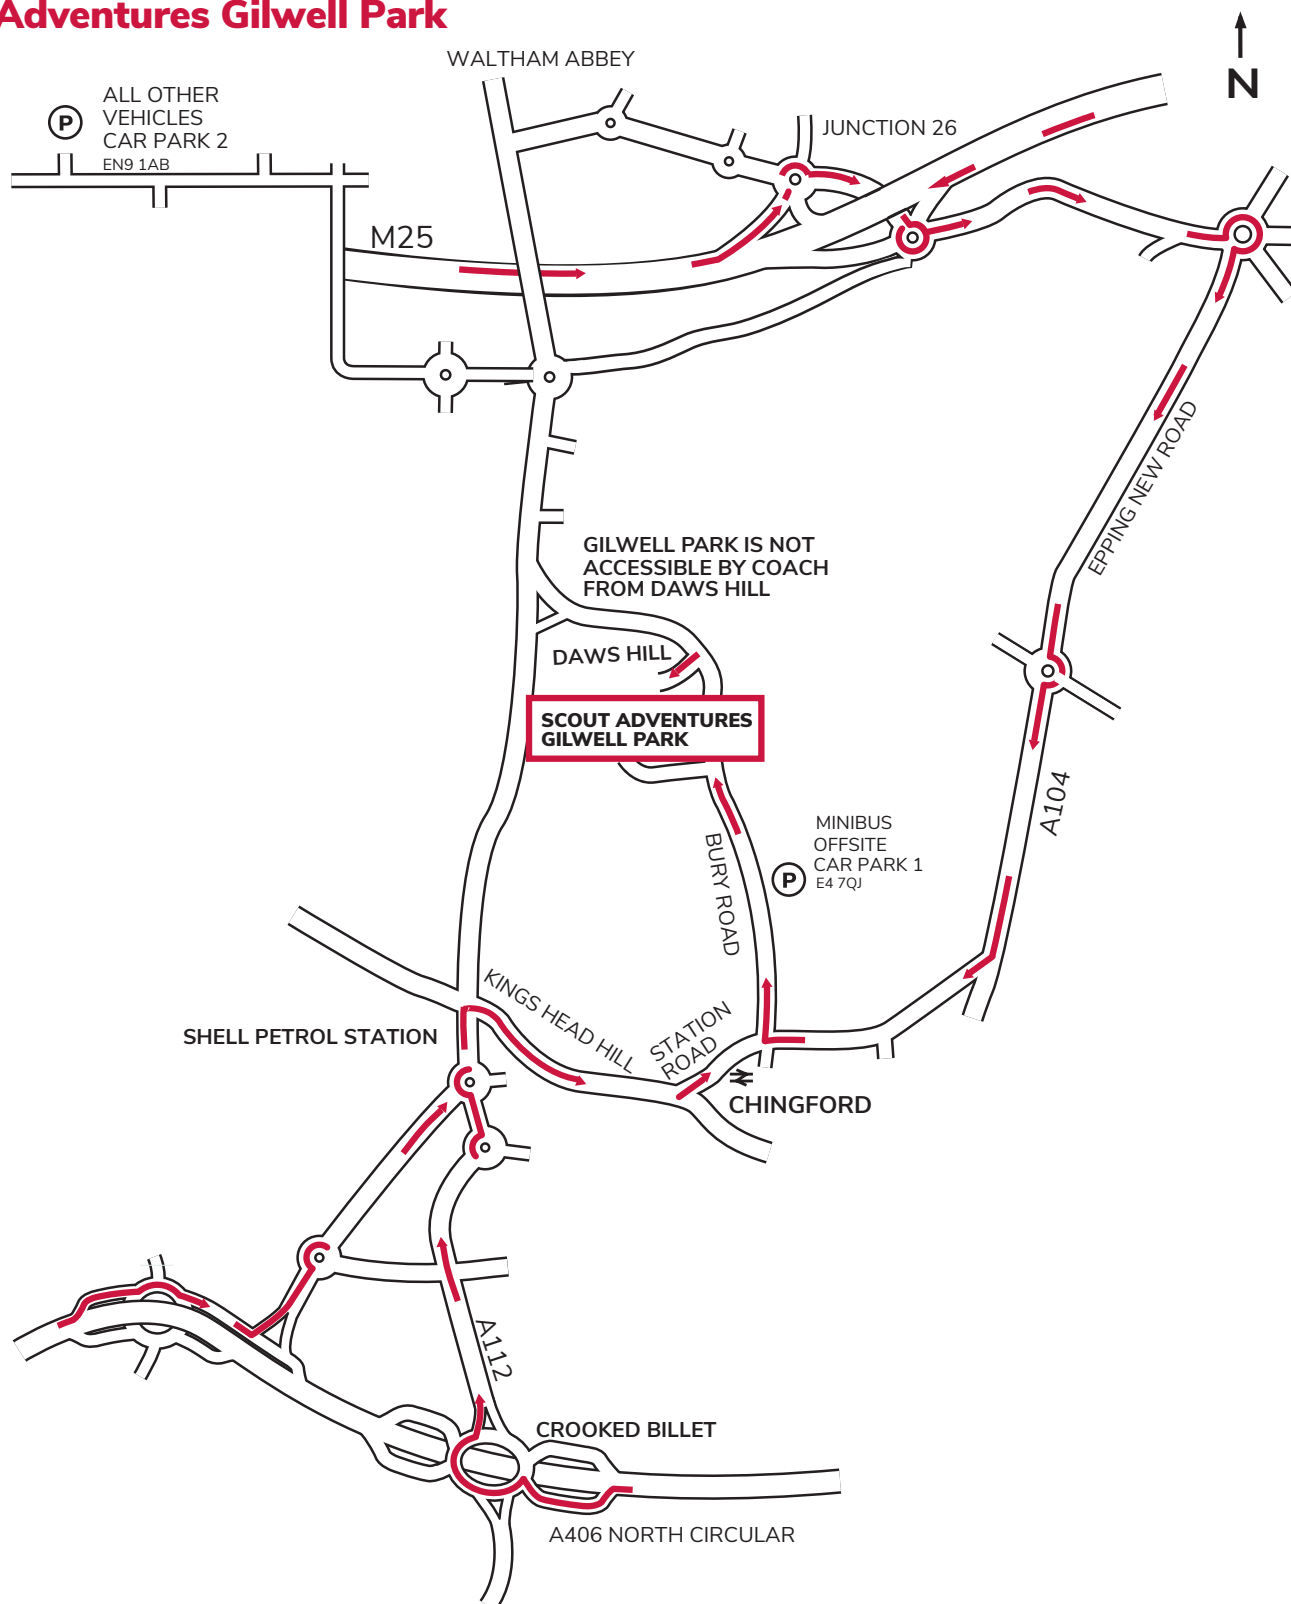 Adventures Gilwell Park
WALTHAM ABBEY
N
ALL OTHER
VEHICLES
CAR PARK 2
EN9 1AB
P
JUNCTION 26
M25
EPPING NEW ROAD
GILWELL PARK IS NOT
ACCESSIBLE BY COACH
FROM DAWS HILL
DAWS HILL
SCOUT ADVENTURES
GILWELL PARK
A104
MINIBUS
OFFSITE
CAR PARK 1
E4 7QJ
P
BURY ROAD
KINGS HEAD HILL
STATION
ROAD
SHELL PETROL STATION
CHINGFORD
A112
CROOKED BILLET
A406 NORTH CIRCULAR